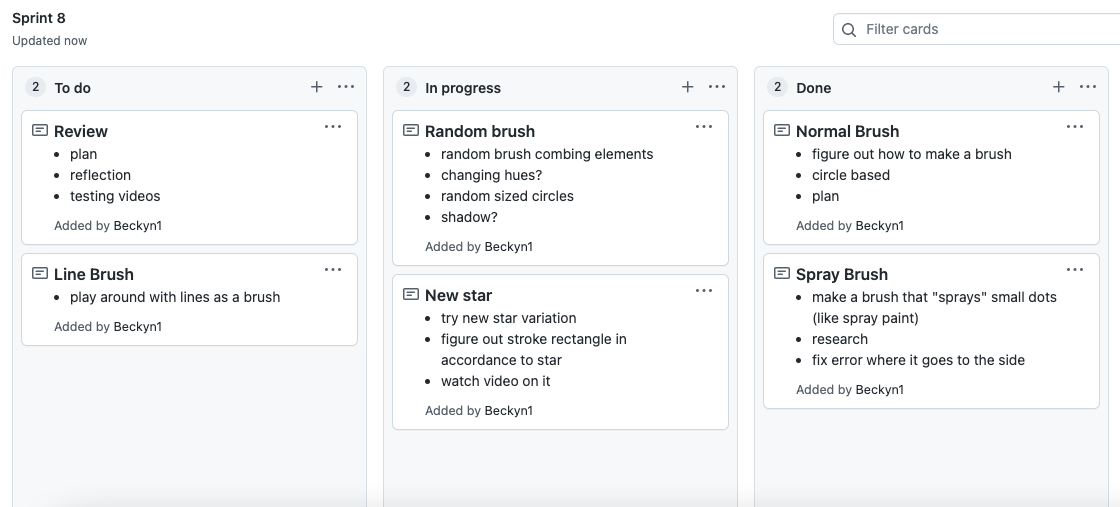 Sprint 8
Updated now
Filter cards
2 To do
Review
• plan
• reflection
• testing videos
Added by Beckyn1
Line Brush
• play around with lines as a brush
Added by Beckyn1
2 In progress
Random brush
• random brush combing elements
• changing hues?
• random sized circles
• shadow?
Added by Beckyn1
New star
• try new star variation
• figure out stroke rectangle in
accordance to star
• watch video on it
Added by Beckyn1
2 Done
Normal Brush
• figure out how to make a brush
• circle based
• plan
Added by Beckyn1
Spray Brush
• make a brush that "sprays" small dots
(like spray paint)
• research
• fix error where it goes to the side
Added by Beckyn1